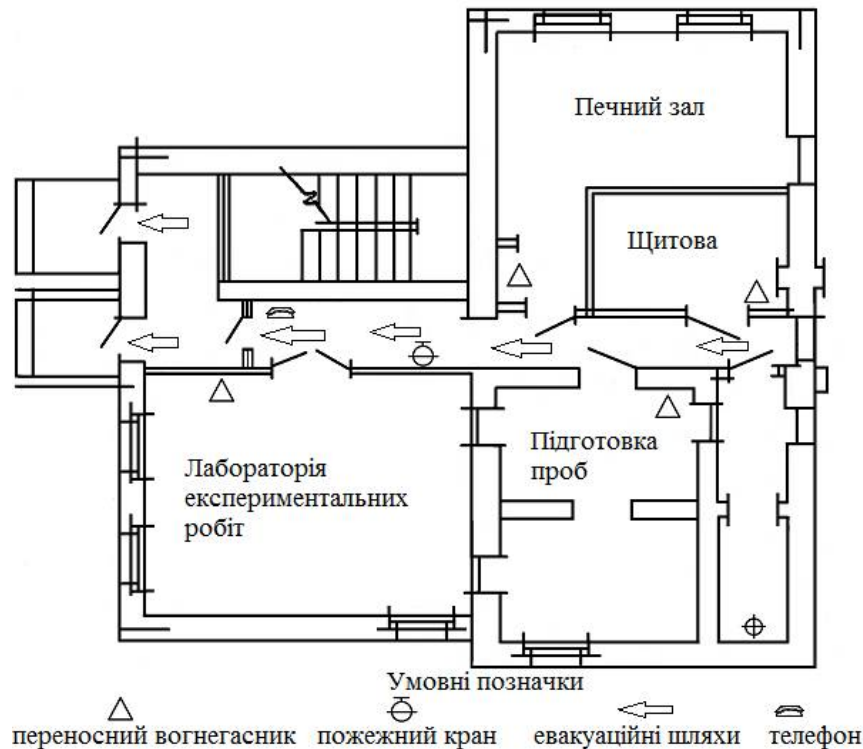 Печний зал
Щитова
Лабораторія
експериментальних
робіт
Підготовка
проб
Умовні позначки
переносний вогнегасник пожежний кран евакуаційні шляхи телефон